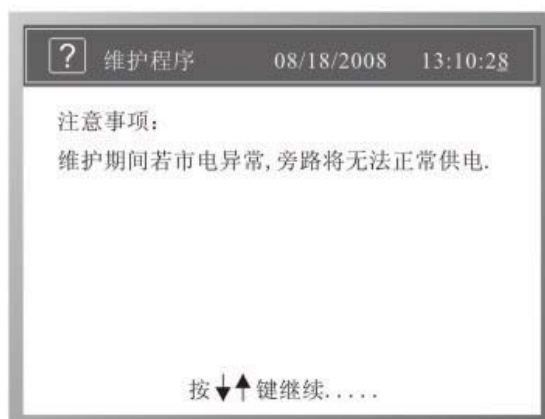 ? 维护程序 08/18/2008 13:10:28
注意事项:
维护期间若市电异常,旁路将无法正常供电.
按↓↑键继续.....